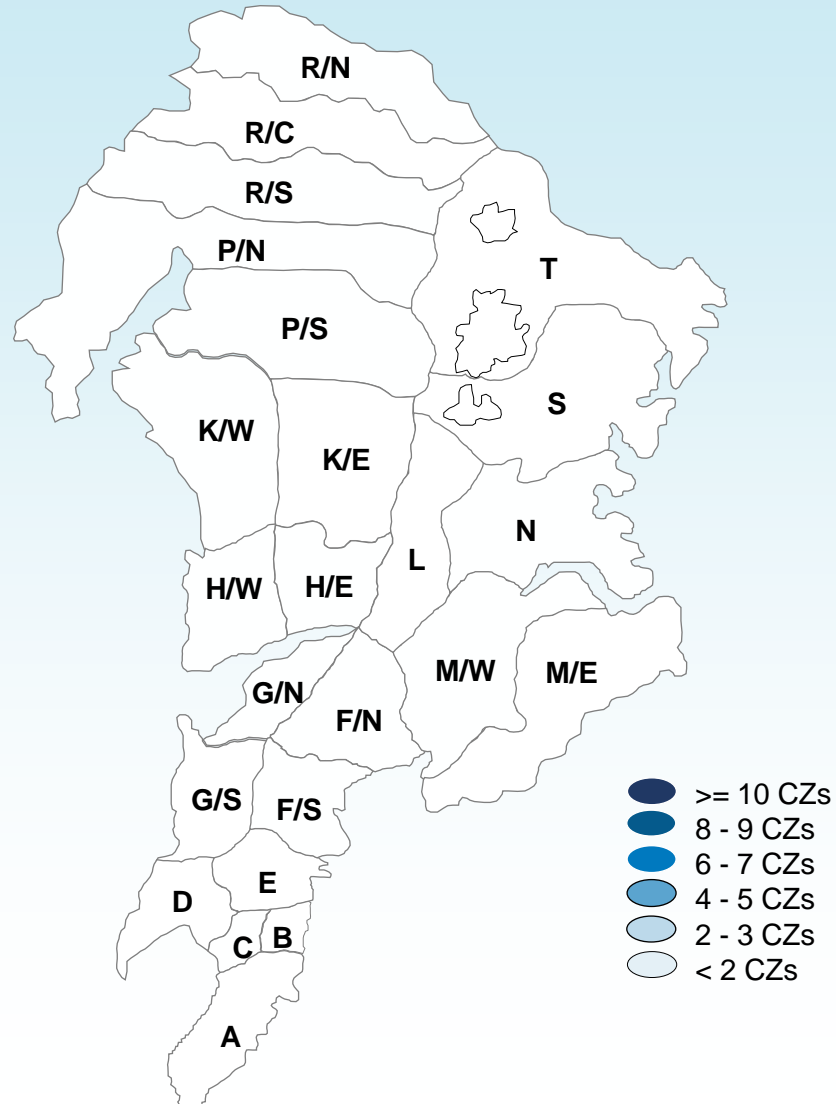 R/N
R/C
R/S
P/N
T
P/S
S
K/W
K/E
N
L
H/W
H/E
M/W
M/E
G/N
F/N
G/S
F/S
E
D
B
C
A
>= 10 CZs
8 - 9 CZs
6 - 7 CZs
4 - 5 CZs
2 - 3 CZs
< 2 CZs